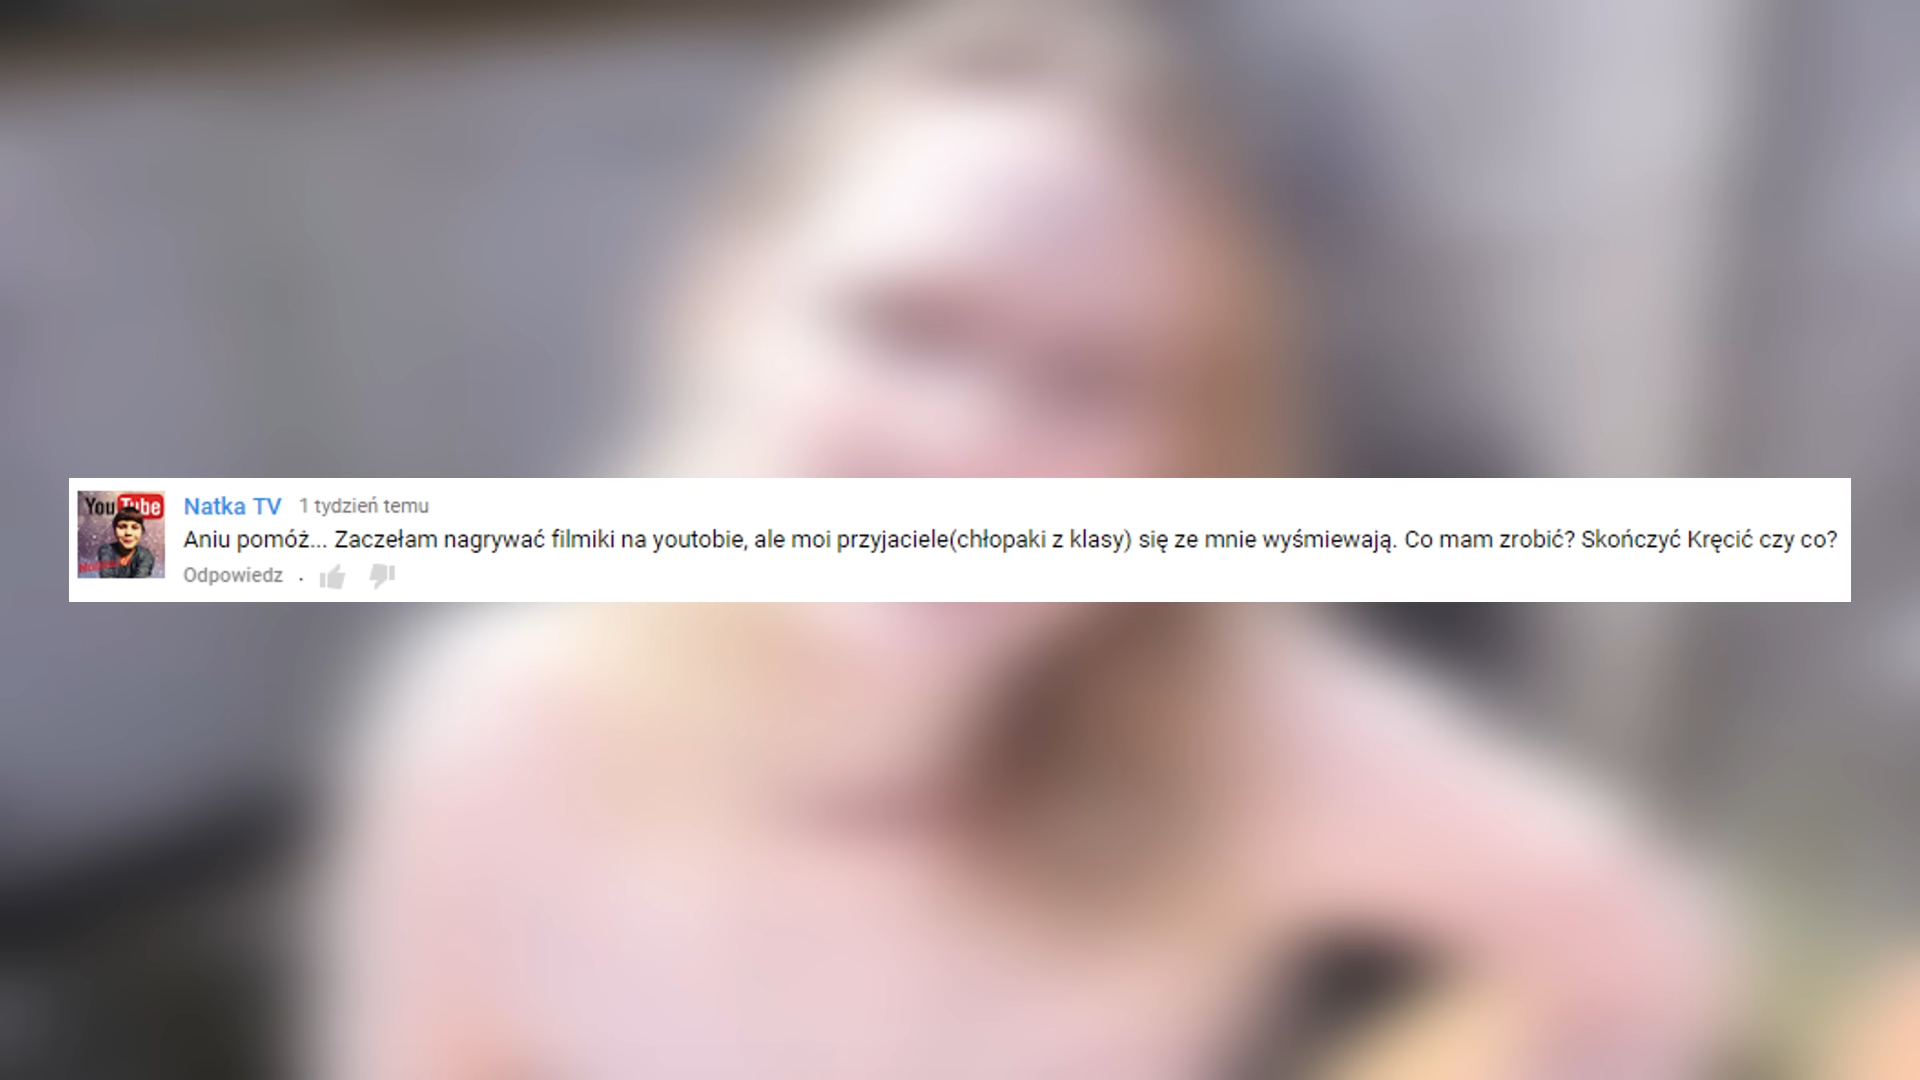 YouTube
Natka TV 1 tydzień temu
Aniu pomóż... Zaczełam nagrywać filmiki na youtobie, ale moi przyjaciele(chłopaki z klasy) się ze mnie wyśmiewają. Co mam zrobić? Skończyć Kręcić czy co?
Odpowiedz .